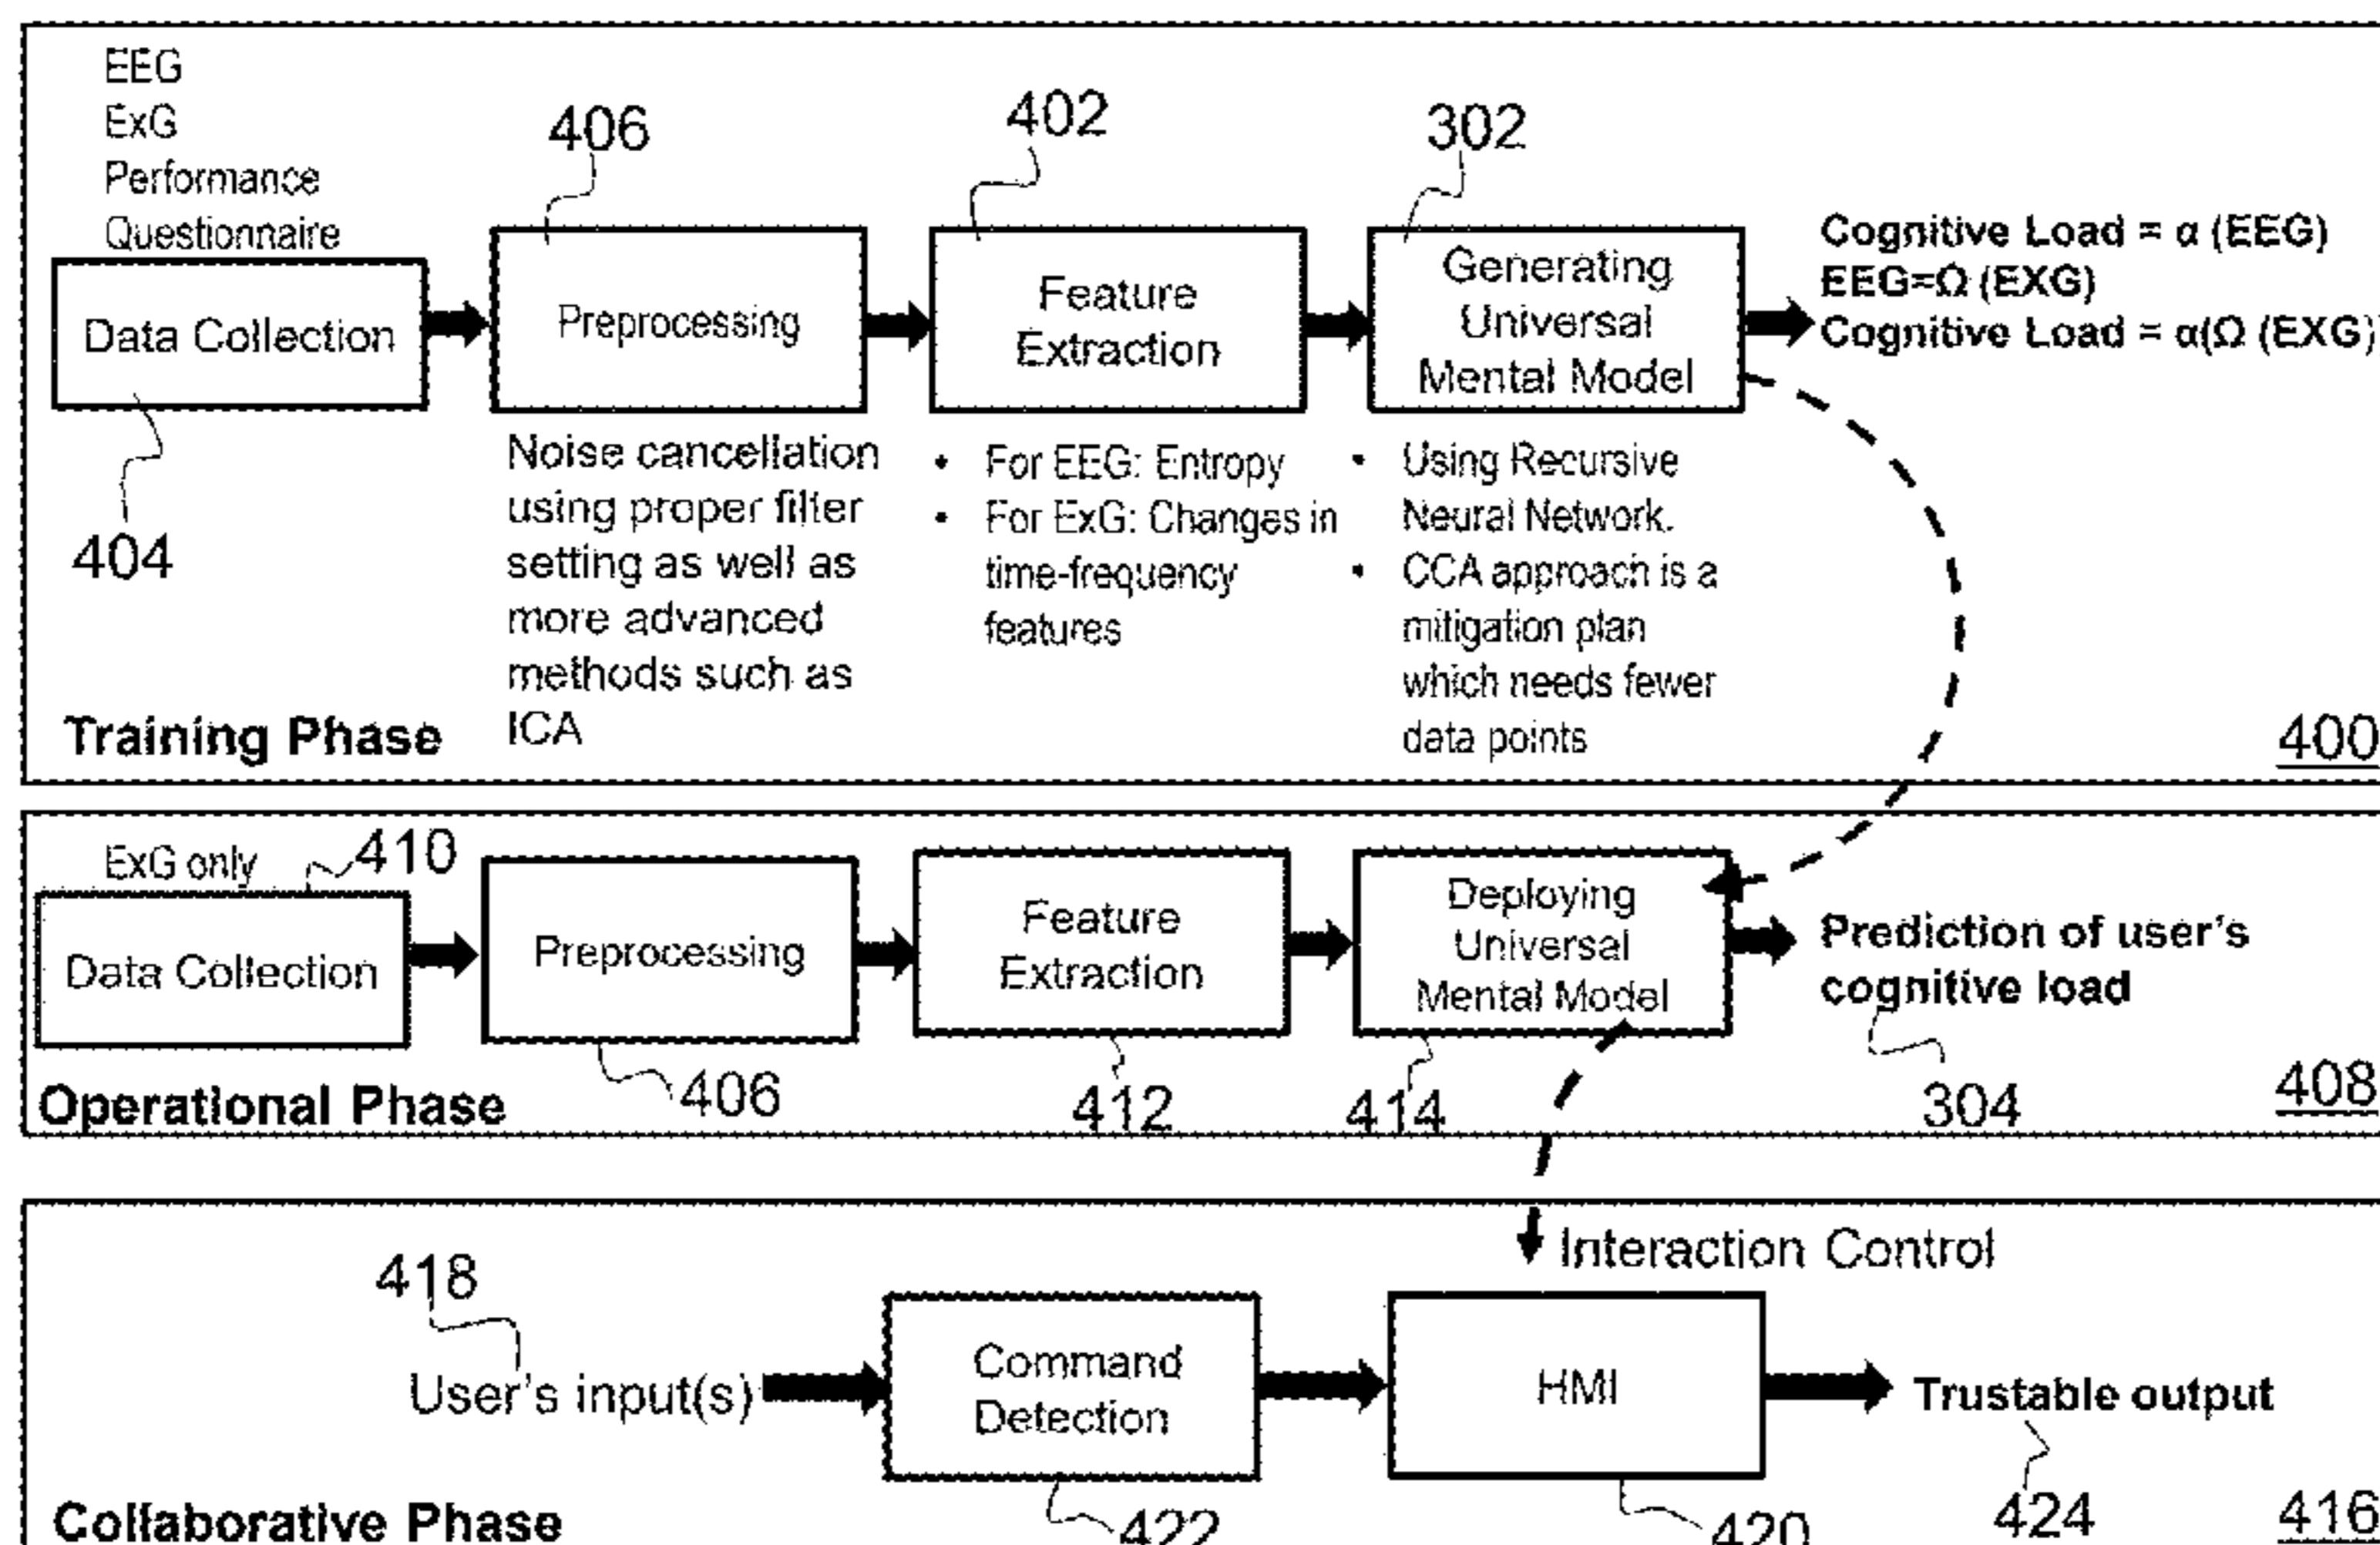 EEG
ExG
Performance
Questionnaire
406
402
302
Data Collection
Preprocessing
Feature
Extraction
Generating
Universal
Mental Model
Cognitive Load = α (EEG)
EEG=Ω (EXG)
Cognitive Load = α(Ω (EXG)
404
Noise cancellation
using proper filter
setting as well as
more advanced
methods such as
ICA
• For EEG: Entropy
• For ExG: Changes in
time-frequency
features
• Using Recursive
Neural Network.
• CCA approach is a
mitigation plan
which needs fewer
data points
Training Phase
400
ExG only
410
Data Collection
Preprocessing
Feature
Extraction
Deploying
Universal
Mental Model
Prediction of user's
cognitive load
Operational Phase
406
412
414
304
408
Interaction Control
418
User's input(s)
Command
Detection
HMI
Trustable output
Collaborative Phase
422
420
424
416